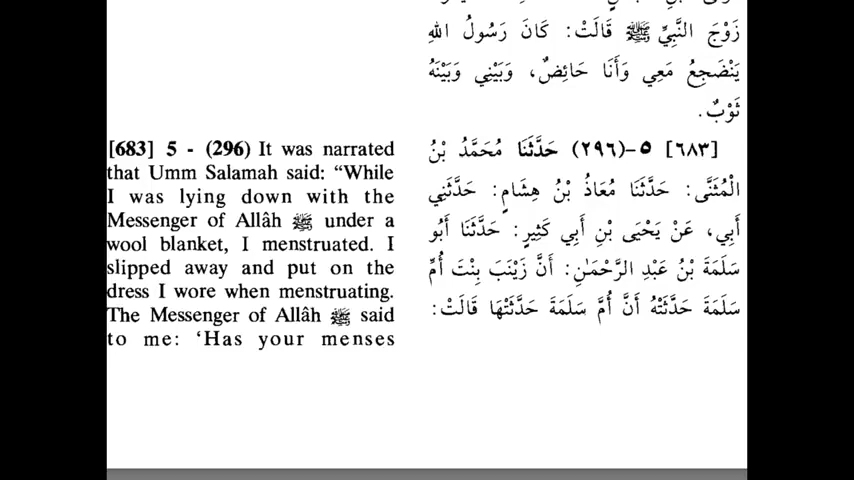 زَوْجَ النَّبِيِّ ﷺ قَالَتْ: كَانَ رَسُولُ اللهِ
يَنْضَجِعُ مَعِي وَأَنَا حَائِضٌ، وَبَيْنِي وَبَيْنَهُ
ثَوْبٌ.
[683] 5 - (296) It was narrated
that Umm Salamah said: “While
I was lying down with the
Messenger of Allâh ﷺ under a
wool blanket, I menstruated. I
slipped away and put on the
dress I wore when menstruating.
The Messenger of Allâh ﷺ said
to me: ‘Has your menses
[٦٨٣] ٥-(٢٩٦) حَدَّثَنَا مُحَمَّدُ بْنُ
الْمُثَنَّى: حَدَّثَنَا مُعَاذُ بْنُ هِشَامٍ: حَدَّثَنِي
أَبِي، عَنْ يَحْيَى بْنِ أَبِي كَثِيرٍ: حَدَّثَنَا أَبُو
سَلَمَةَ بْنُ عَبْدِ الرَّحْمَٰنِ: أَنَّ زَيْنَبَ بِنْتَ أُمِّ
سَلَمَةَ حَدَّثَتْهُ أَنَّ أُمَّ سَلَمَةَ حَدَّثَتْهَا قَالَتْ: